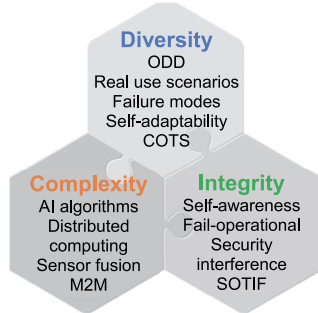 Diversity
ODD
Real use scenarios
Failure modes
Self-adaptability
COTS
Complexity
AI algorithms
Distributed
computing
Sensor fusion
M2M
Integrity
Self-awareness
Fail-operational
Security
interference
SOTIF